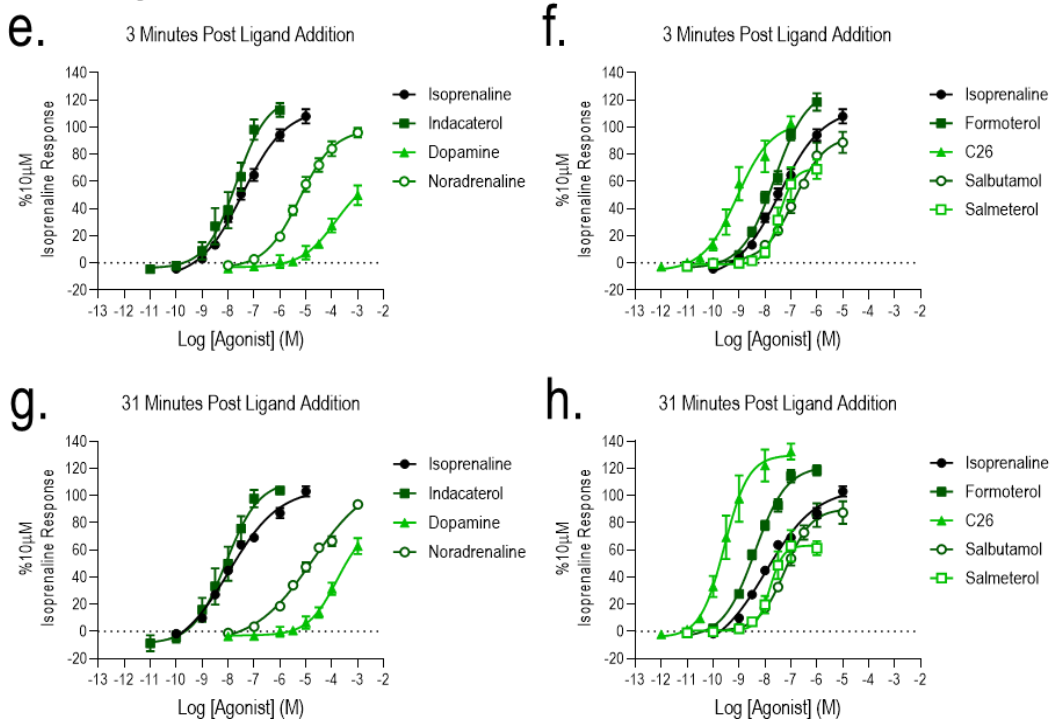 e.
3 Minutes Post Ligand Addition
%10µM
Isoprenaline Response
140
120
100
80
60
40
20
0
-20
-13 -12 -11 -10 -9 -8 -7 -6 -5 -4 -3 -2
Log [Agonist] (M)
Isoprenaline
Indacaterol
Dopamine
Noradrenaline
f.
3 Minutes Post Ligand Addition
%10µM
Isoprenaline Response
140
120
100
80
60
40
20
0
-20
-13 -12 -11 -10 -9 -8 -7 -6 -5 -4 -3 -2
Log [Agonist] (M)
Isoprenaline
Formoterol
C26
Salbutamol
Salmeterol
g.
31 Minutes Post Ligand Addition
%10µM
Isoprenaline Response
140
120
100
80
60
40
20
0
-20
-13 -12 -11 -10 -9 -8 -7 -6 -5 -4 -3 -2
Log [Agonist] (M)
Isoprenaline
Indacaterol
Dopamine
Noradrenaline
h.
31 Minutes Post Ligand Addition
%10µM
Isoprenaline Response
140
120
100
80
60
40
20
0
-20
-13 -12 -11 -10 -9 -8 -7 -6 -5 -4 -3 -2
Log [Agonist] (M)
Isoprenaline
Formoterol
C26
Salbutamol
Salmeterol